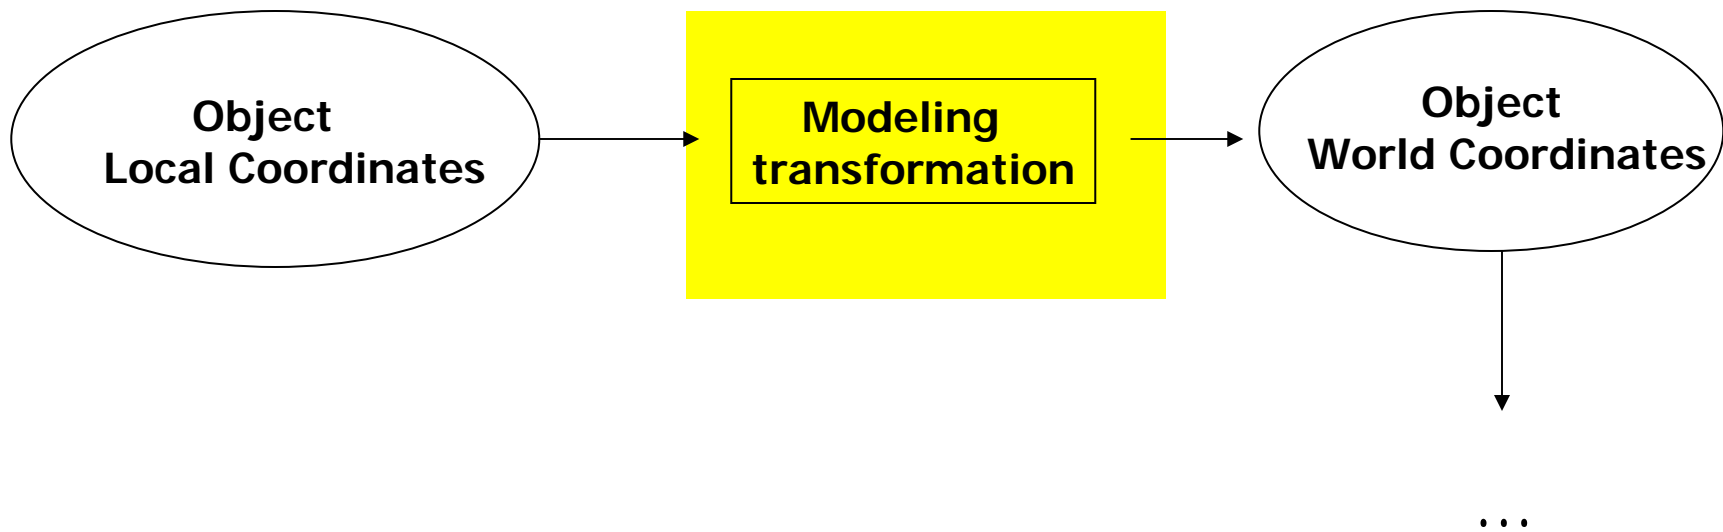 Object
Local Coordinates
Modeling
transformation
Object
World Coordinates
...